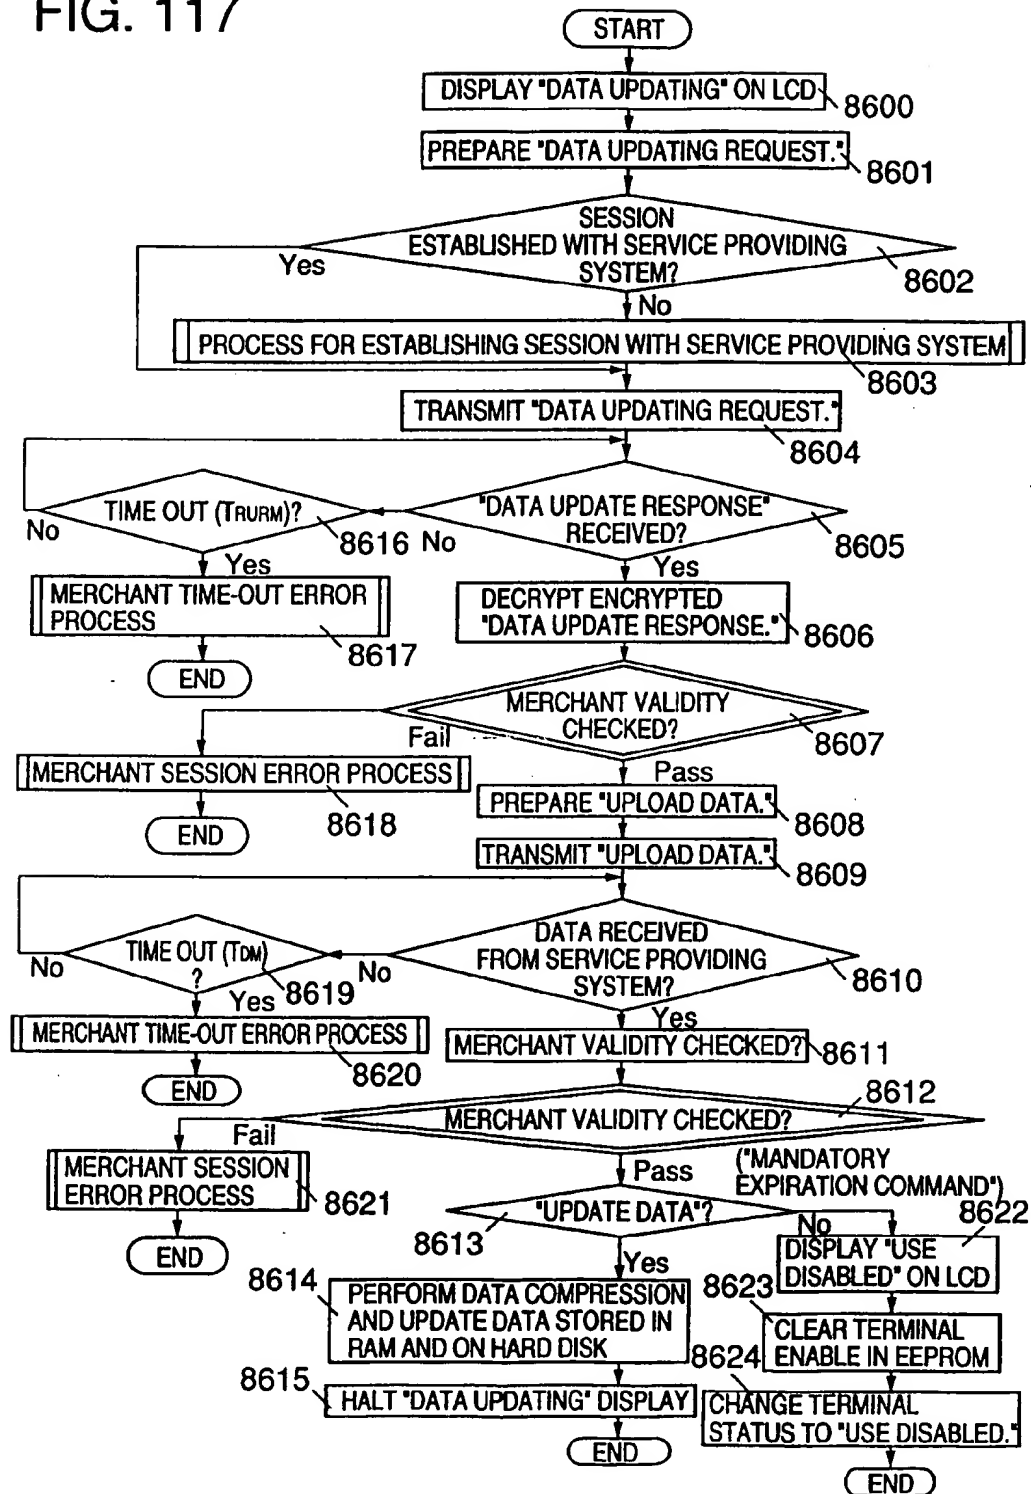 FIG. 117
START
DISPLAY "DATA UPDATING" ON LCD
8600
PREPARE "DATA UPDATING REQUEST."
8601
SESSION
ESTABLISHED WITH SERVICE PROVIDING
SYSTEM?
8602
Yes
No
PROCESS FOR ESTABLISHING SESSION WITH SERVICE PROVIDING SYSTEM
8603
TRANSMIT "DATA UPDATING REQUEST."
8604
"DATA UPDATE RESPONSE"
RECEIVED?
8605
No
TIME OUT (TRURM)?
8616
No
Yes
MERCHANT TIME-OUT ERROR
PROCESS
8617
END
Yes
DECRYPT ENCRYPTED
"DATA UPDATE RESPONSE."
8606
MERCHANT VALIDITY
CHECKED?
8607
Fail
MERCHANT SESSION ERROR PROCESS
8618
END
Pass
PREPARE "UPLOAD DATA."
8608
TRANSMIT "UPLOAD DATA."
8609
DATA RECEIVED
FROM SERVICE PROVIDING
SYSTEM?
8610
No
TIME OUT (TDM)
?
8619
No
Yes
MERCHANT TIME-OUT ERROR PROCESS
8620
END
Yes
MERCHANT VALIDITY CHECKED?
8611
MERCHANT VALIDITY CHECKED?
8612
Fail
MERCHANT SESSION
ERROR PROCESS
8621
END
Pass
"UPDATE DATA"?
8613
("MANDATORY
EXPIRATION COMMAND")
No
8622
DISPLAY "USE
DISABLED" ON LCD
8623
CLEAR TERMINAL
ENABLE IN EEPROM
8624
CHANGE TERMINAL
STATUS TO "USE DISABLED."
END
Yes
8614
PERFORM DATA COMPRESSION
AND UPDATE DATA STORED IN
RAM AND ON HARD DISK
8615
HALT "DATA UPDATING" DISPLAY
END